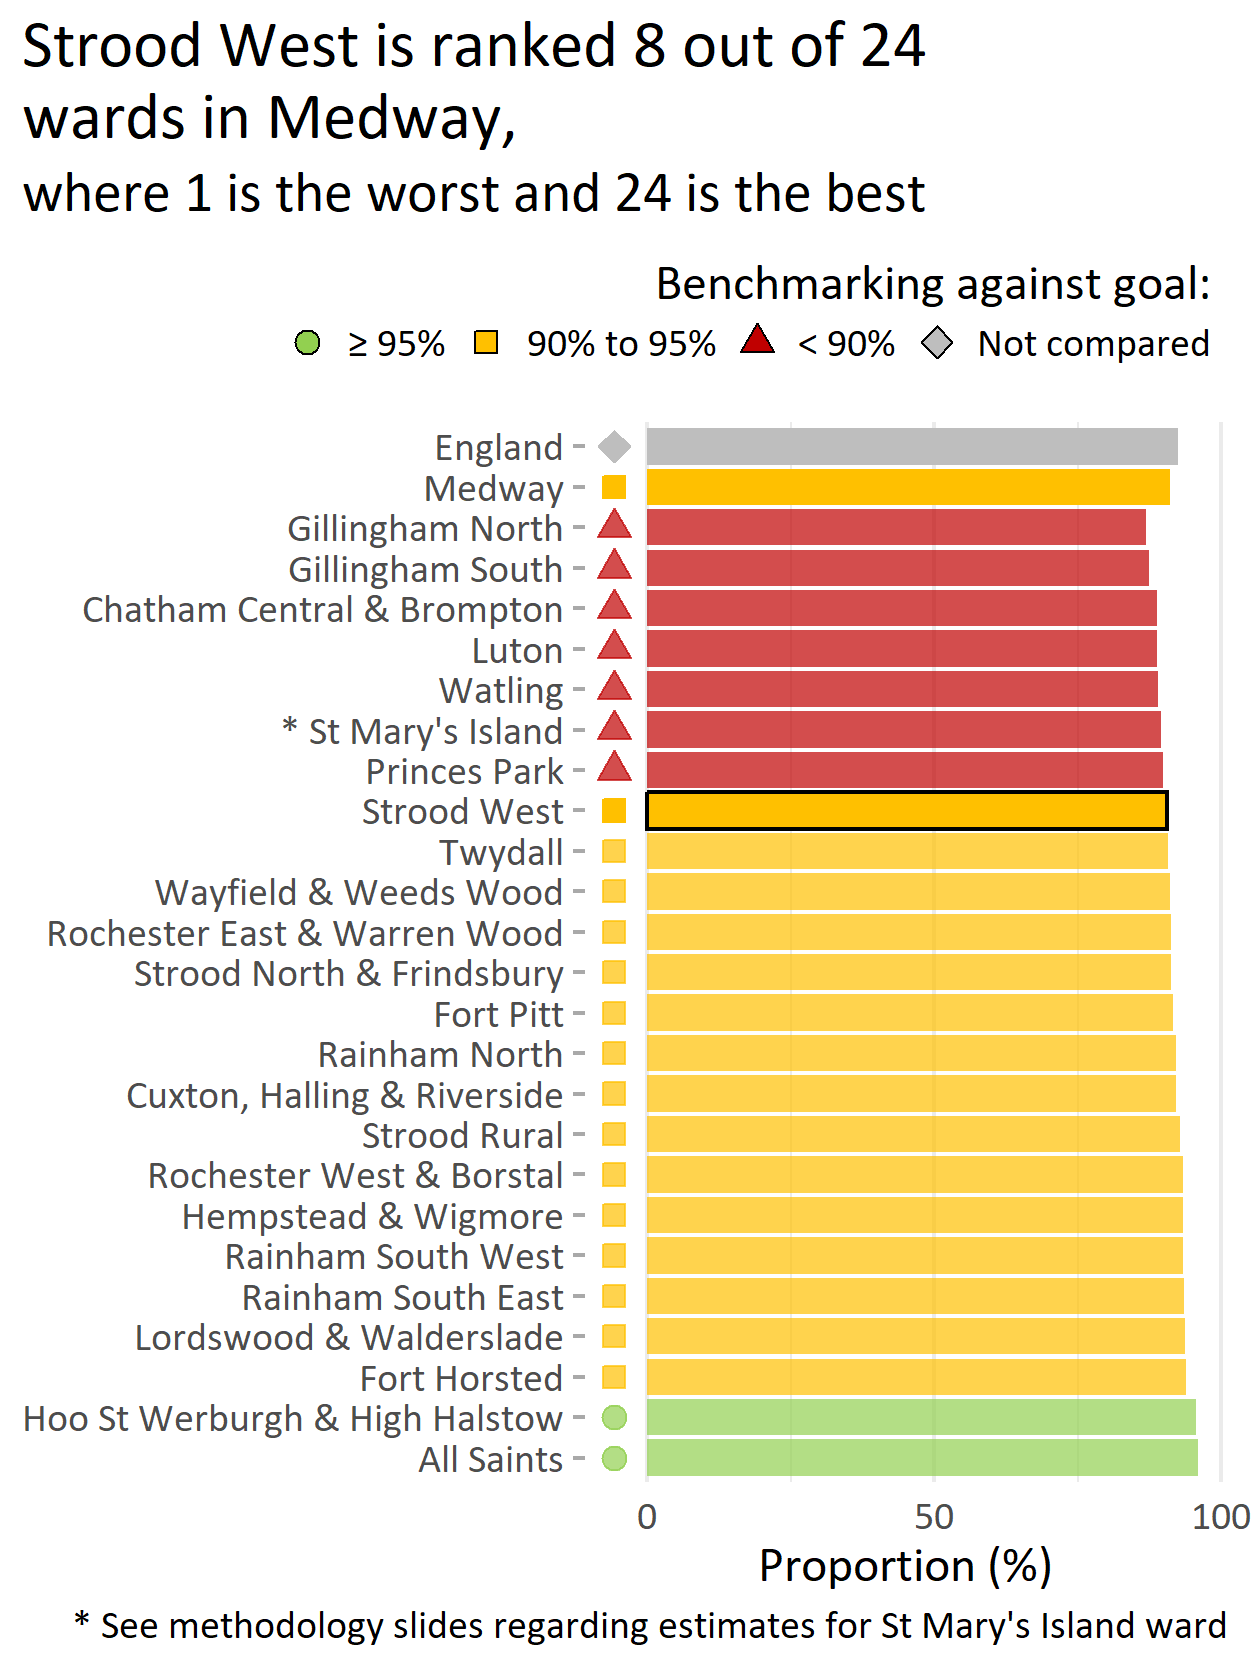 Strood West is ranked 8 out of 24
wards in Medway,
where 1 is the worst and 24 is the best
Benchmarking against goal:
≥ 95% 90% to 95% < 90% Not compared
England
Medway
Gillingham North
Gillingham South
Chatham Central & Brompton
Luton
Watling
* St Mary's Island
Princes Park
Strood West
Twydall
Wayfield & Weeds Wood
Rochester East & Warren Wood
Strood North & Frindsbury
Fort Pitt
Rainham North
Cuxton, Halling & Riverside
Strood Rural
Rochester West & Borstal
Hempstead & Wigmore
Rainham South West
Rainham South East
Lordswood & Walderslade
Fort Horsted
Hoo St Werburgh & High Halstow
All Saints
0 50 100
Proportion (%)
* See methodology slides regarding estimates for St Mary's Island ward